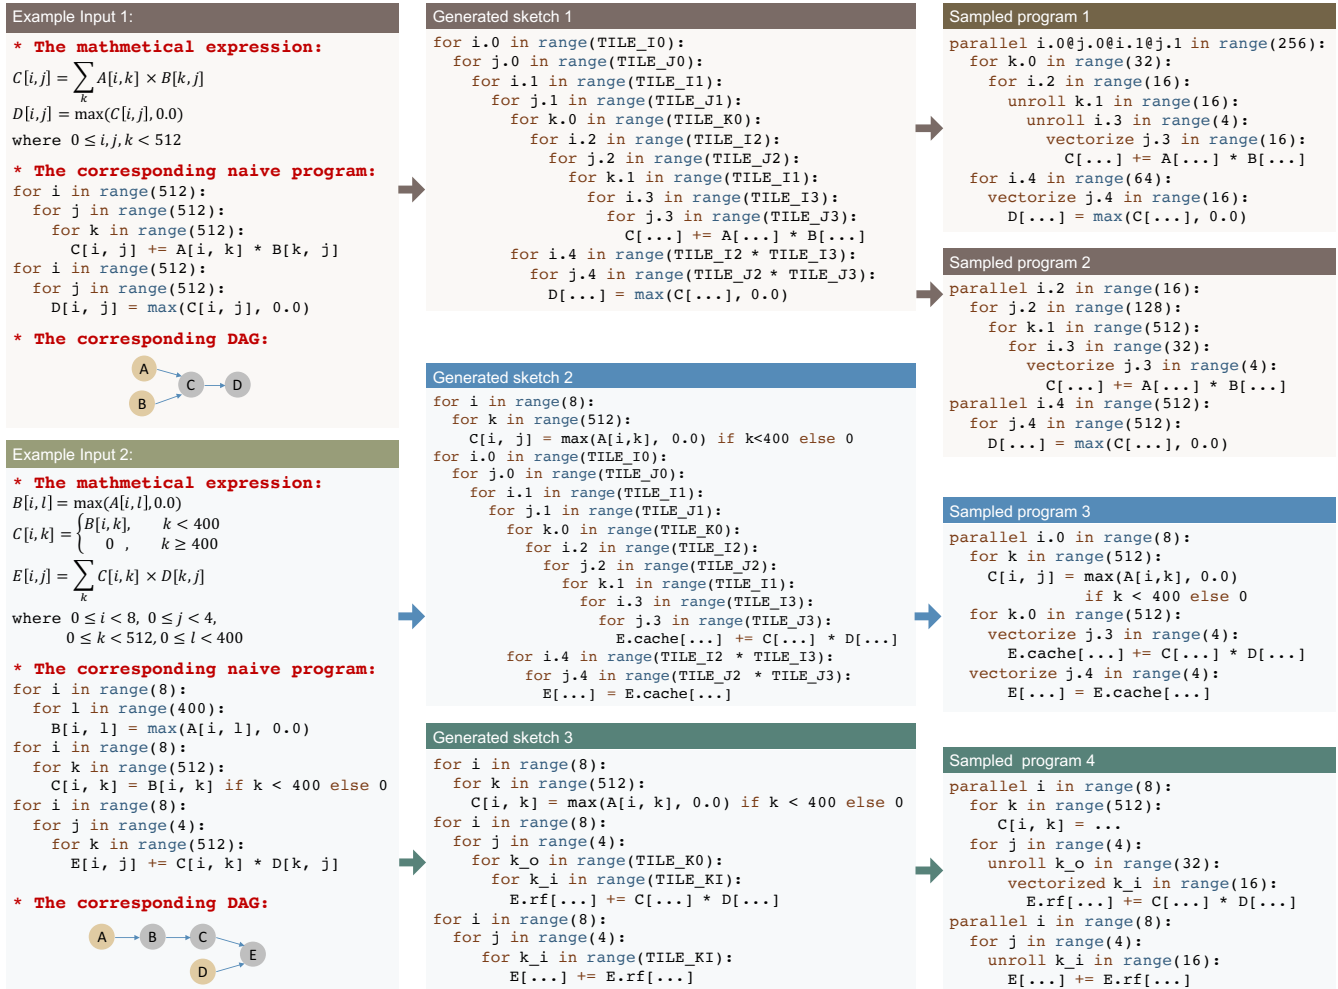 Example Input 1:
* The mathmetical expression:
C[i,j] = ∑ A[i,k] × B[k,j]
k
D[i,j] = max(C[i,j], 0.0)
where 0 ≤ i,j,k < 512
* The corresponding naive program:
for i in range(512):
  for j in range(512):
    for k in range(512):
      C[i, j] += A[i, k] * B[k, j]
for i in range(512):
  for j in range(512):
    D[i, j] = max(C[i, j], 0.0)
* The corresponding DAG:
A
B
C
D
Example Input 2:
* The mathmetical expression:
B[i,l] = max(A[i,l],0.0)
C[i,k] = {B[i,k], k < 400
0 , k ≥ 400
E[i,j] = ∑ C[i,k] × D[k,j]
k
where 0 ≤ i < 8, 0 ≤ j < 4,
0 ≤ k < 512, 0 ≤ l < 400
* The corresponding naive program:
for i in range(8):
  for l in range(400):
    B[i, l] = max(A[i, l], 0.0)
for i in range(8):
  for k in range(512):
    C[i, k] = B[i, k] if k < 400 else 0
for i in range(8):
  for j in range(4):
    for k in range(512):
      E[i, j] += C[i, k] * D[k, j]
* The corresponding DAG:
A
B
C
D
E
Generated sketch 1
for i.0 in range(TILE_I0):
  for j.0 in range(TILE_J0):
    for i.1 in range(TILE_I1):
      for j.1 in range(TILE_J1):
        for k.0 in range(TILE_K0):
          for i.2 in range(TILE_I2):
            for j.2 in range(TILE_J2):
              for k.1 in range(TILE_I1):
                for i.3 in range(TILE_I3):
                  for j.3 in range(TILE_J3):
                    C[...] += A[...] * B[...]
        for i.4 in range(TILE_I2 * TILE_I3):
          for j.4 in range(TILE_J2 * TILE_J3):
            D[...] = max(C[...], 0.0)
Generated sketch 2
for i in range(8):
  for k in range(512):
    C[i, j] = max(A[i,k], 0.0) if k<400 else 0
for i.0 in range(TILE_I0):
  for j.0 in range(TILE_J0):
    for i.1 in range(TILE_I1):
      for j.1 in range(TILE_J1):
        for k.0 in range(TILE_K0):
          for i.2 in range(TILE_I2):
            for j.2 in range(TILE_J2):
              for k.1 in range(TILE_I1):
                for i.3 in range(TILE_I3):
                  for j.3 in range(TILE_J3):
                    E.cache[...] += C[...] * D[...]
        for i.4 in range(TILE_I2 * TILE_I3):
          for j.4 in range(TILE_J2 * TILE_J3):
            E[...] = E.cache[...]
Generated sketch 3
for i in range(8):
  for k in range(512):
    C[i, k] = max(A[i, k], 0.0) if k < 400 else 0
for i in range(8):
  for j in range(4):
    for k_o in range(TILE_K0):
      for k_i in range(TILE_KI):
        E.rf[...] += C[...] * D[...]
for i in range(8):
  for j in range(4):
    for k_i in range(TILE_KI):
      E[...] += E.rf[...]
Sampled program 1
parallel i.0@j.0@i.1@j.1 in range(256):
  for k.0 in range(32):
    for i.2 in range(16):
      unroll k.1 in range(16):
        unroll i.3 in range(4):
          vectorize j.3 in range(16):
            C[...] += A[...] * B[...]
  for i.4 in range(64):
    vectorize j.4 in range(16):
      D[...] = max(C[...], 0.0)
Sampled program 2
parallel i.2 in range(16):
  for j.2 in range(128):
    for k.1 in range(512):
      for i.3 in range(32):
        vectorize j.3 in range(4):
          C[...] += A[...] * B[...]
parallel i.4 in range(512):
  for j.4 in range(512):
    D[...] = max(C[...], 0.0)
Sampled program 3
parallel i.0 in range(8):
  for k in range(512):
    C[i, j] = max(A[i,k], 0.0)
              if k < 400 else 0
  for k.0 in range(512):
    vectorize j.3 in range(4):
      E.cache[...] += C[...] * D[...]
  vectorize j.4 in range(4):
    E[...] = E.cache[...]
Sampled program 4
parallel i in range(8):
  for k in range(512):
    C[i, k] = ...
  for j in range(4):
    unroll k_o in range(32):
      vectorized k_i in range(16):
        E.rf[...] += C[...] * D[...]
parallel i in range(8):
  for j in range(4):
    unroll k_i in range(16):
      E[...] += E.rf[...]